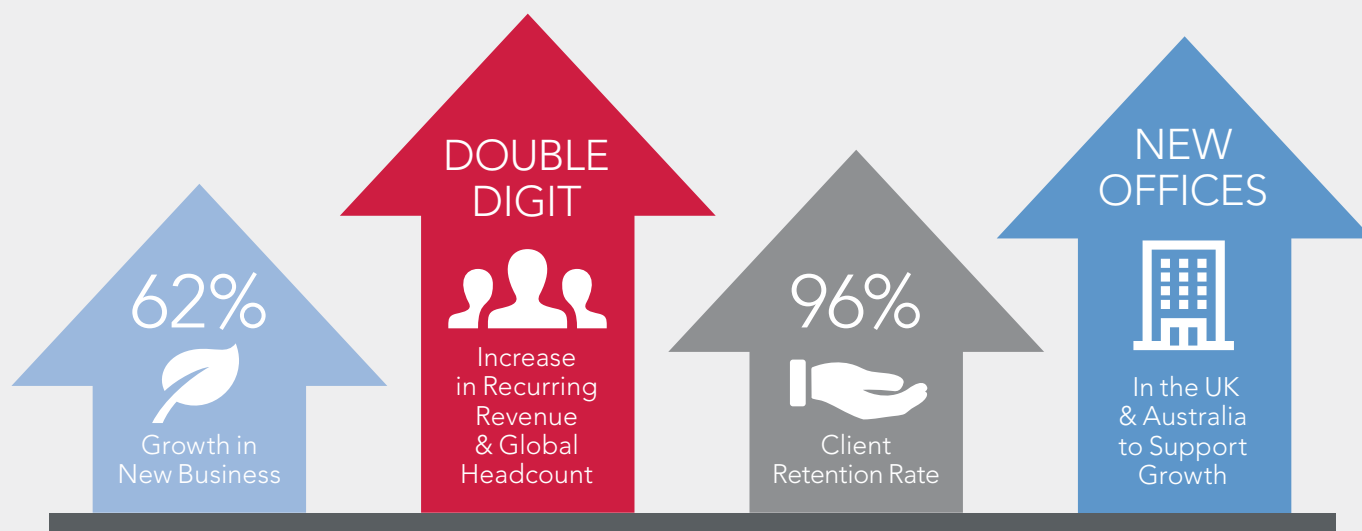 62%
Growth in
New Business
DOUBLE
DIGIT
Increase
in Recurring
Revenue
& Global
Headcount
96%
Client
Retention Rate
NEW
OFFICES
In the UK
& Australia
to Support
Growth